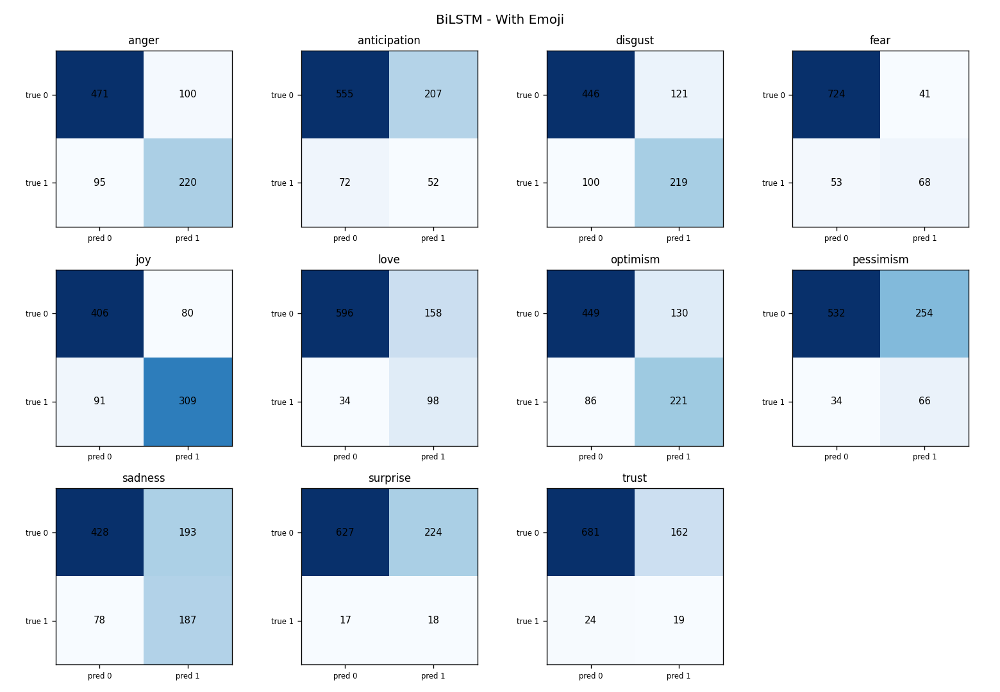 BiLSTM - With Emoji
anger anticipation disgust fear
true 0 471 100 true 0 555 207 true 0 446 121 true 0 724 41
true 1 95 220 true 1 72 52 true 1 100 219 true 1 53 68
pred 0 pred 1 pred 0 pred 1 pred 0 pred 1 pred 0 pred 1
joy love optimism pessimism
true 0 406 80 true 0 596 158 true 0 449 130 true 0 532 254
true 1 91 309 true 1 34 98 true 1 86 221 true 1 34 66
pred 0 pred 1 pred 0 pred 1 pred 0 pred 1 pred 0 pred 1
sadness surprise trust
true 0 428 193 true 0 627 224 true 0 681 162
true 1 78 187 true 1 17 18 true 1 24 19
pred 0 pred 1 pred 0 pred 1 pred 0 pred 1